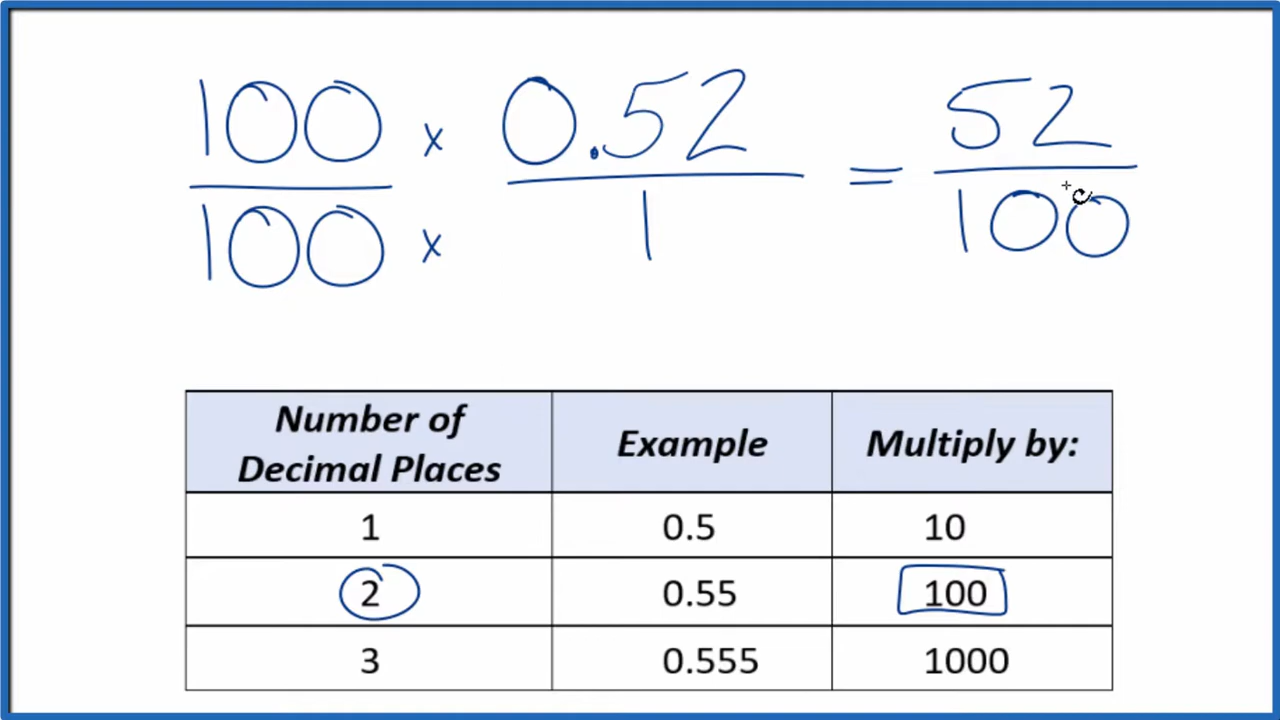 100 × 0.52 = 52
100 × 1 100
Number of Decimal Places Example Multiply by:
1 0.5 10
2 0.55 100
3 0.555 1000